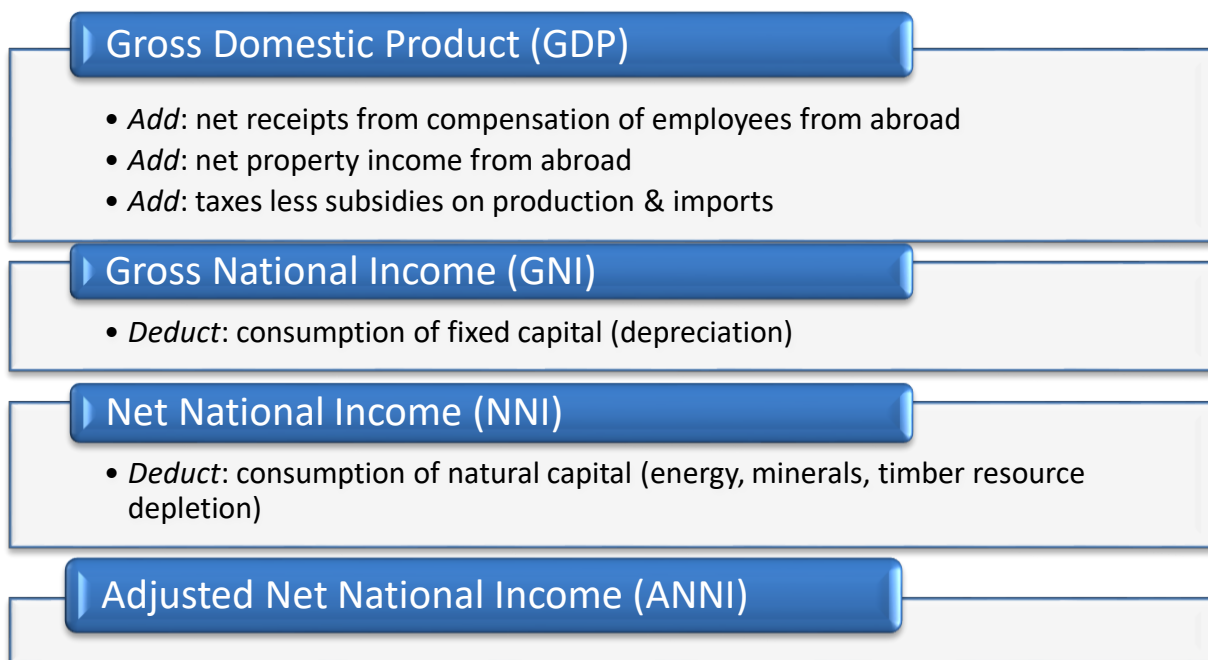 Gross Domestic Product (GDP)
• Add: net receipts from compensation of employees from abroad
• Add: net property income from abroad
• Add: taxes less subsidies on production & imports
Gross National Income (GNI)
• Deduct: consumption of fixed capital (depreciation)
Net National Income (NNI)
• Deduct: consumption of natural capital (energy, minerals, timber resource
depletion)
Adjusted Net National Income (ANNI)